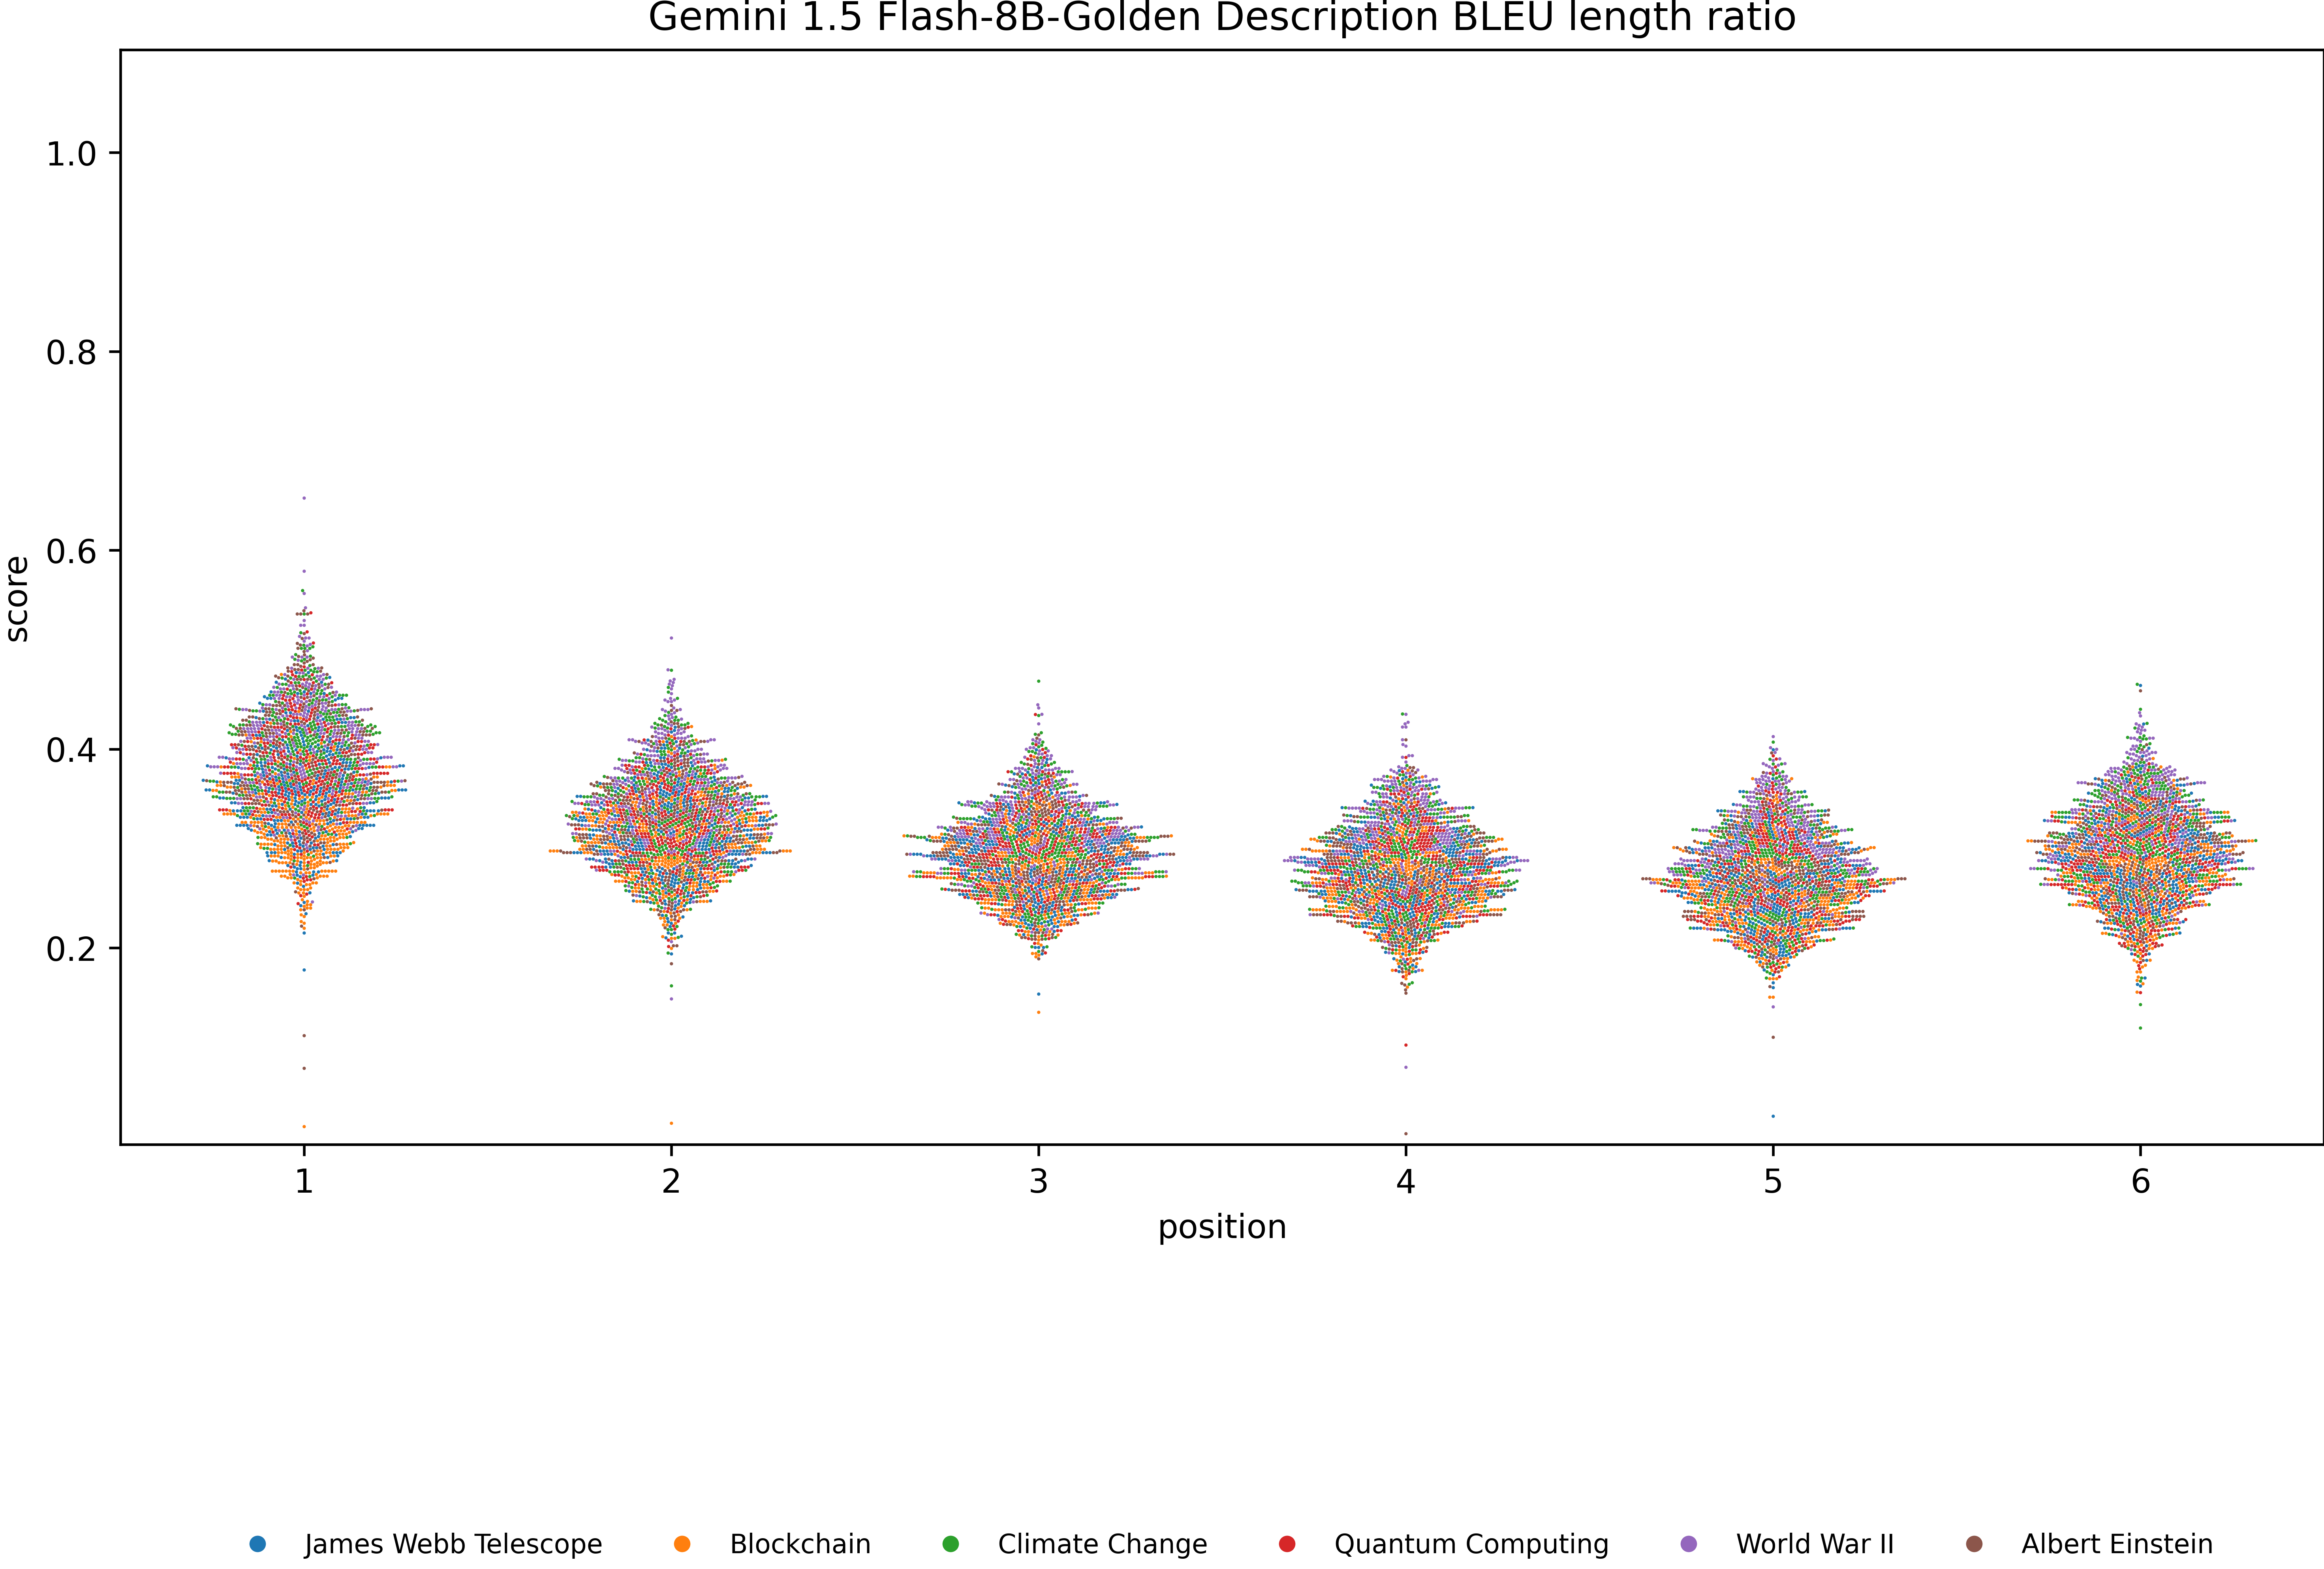 Gemini 1.5 Flash-8B-Golden Description BLEU length ratio
1.0
0.8
0.6
0.4
0.2
score
1 2 3 4 5 6
position
James Webb Telescope Blockchain Climate Change Quantum Computing World War II Albert Einstein